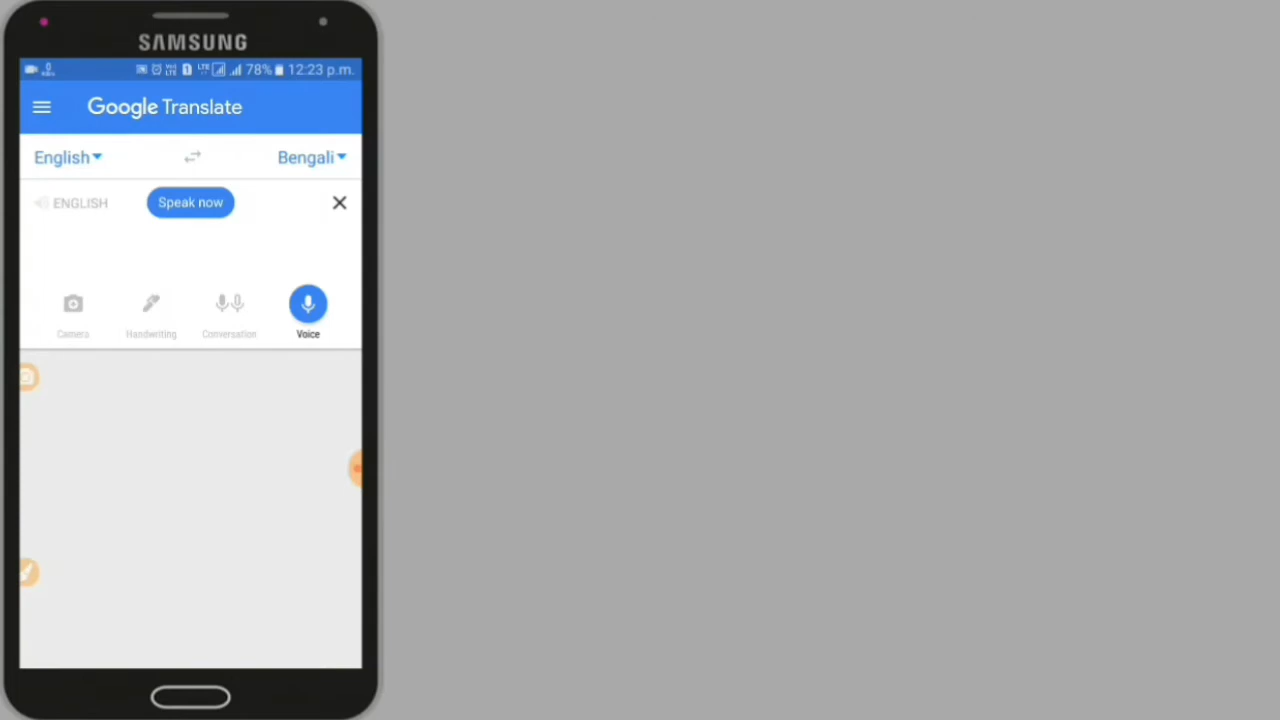 SAMSUNG
78% 12:23 p.m.
Google Translate
English Bengali
ENGLISH Speak now
Camera Handwriting Conversation Voice